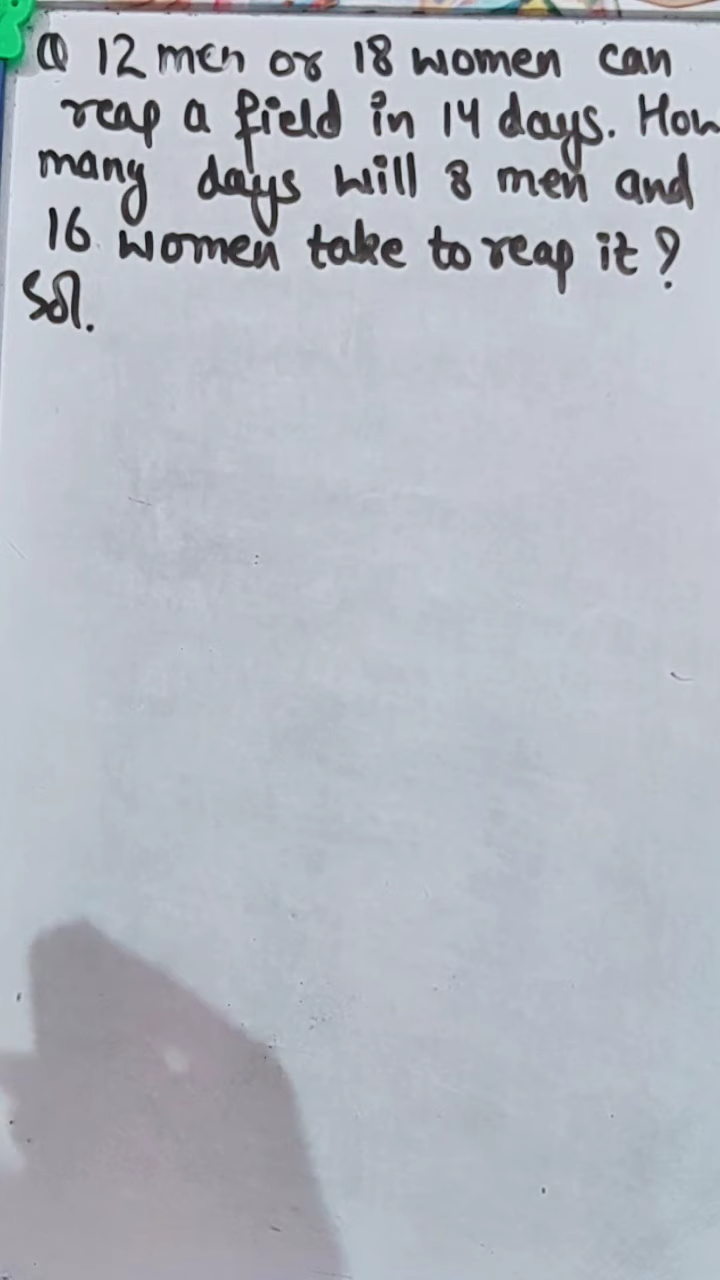 Q 12 men or 18 women can
reap a field in 14 days. How
many days will 8 men and
16 women take to reap it?
Sol.